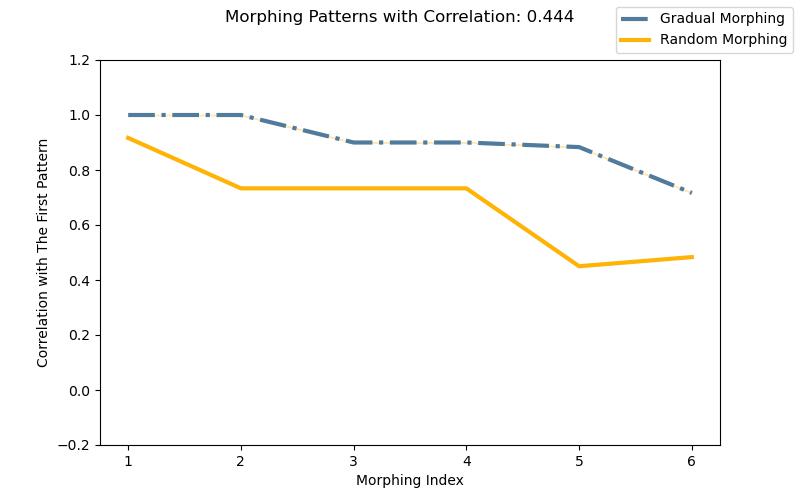 Morphing Patterns with Correlation: 0.444
Gradual Morphing
Random Morphing
1.2
1.0
0.8
0.6
0.4
0.2
0.0
−0.2
Correlation with The First Pattern
1 2 3 4 5 6
Morphing Index